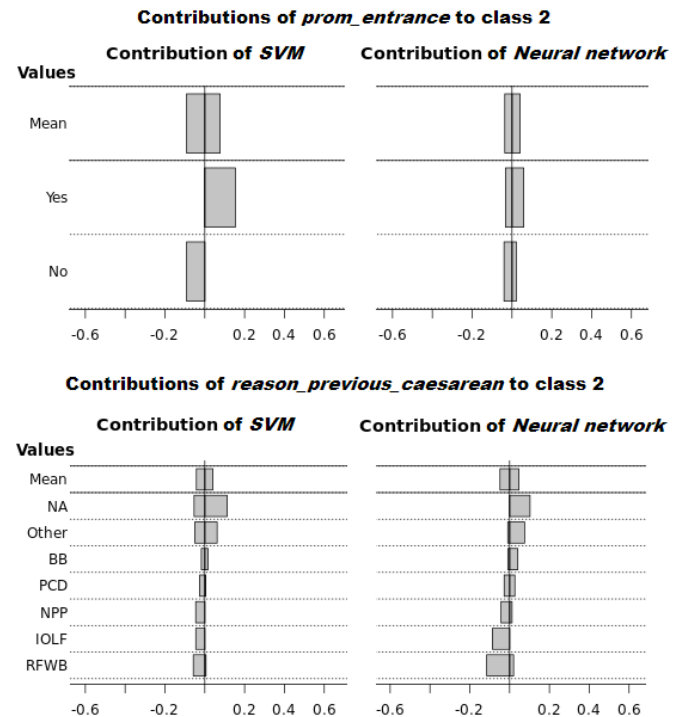 Contributions of prom_entrance to class 2
Contribution of SVM Contribution of Neural network
Values
Mean
Yes
No
-0.6 -0.2 0.2 0.4 0.6 -0.6 -0.2 0.2 0.4 0.6
Contributions of reason_previous_caesarean to class 2
Contribution of SVM Contribution of Neural network
Values
Mean
NA
Other
BB
PCD
NPP
IOLF
RFWB
-0.6 -0.2 0.2 0.4 0.6 -0.6 -0.2 0.2 0.4 0.6